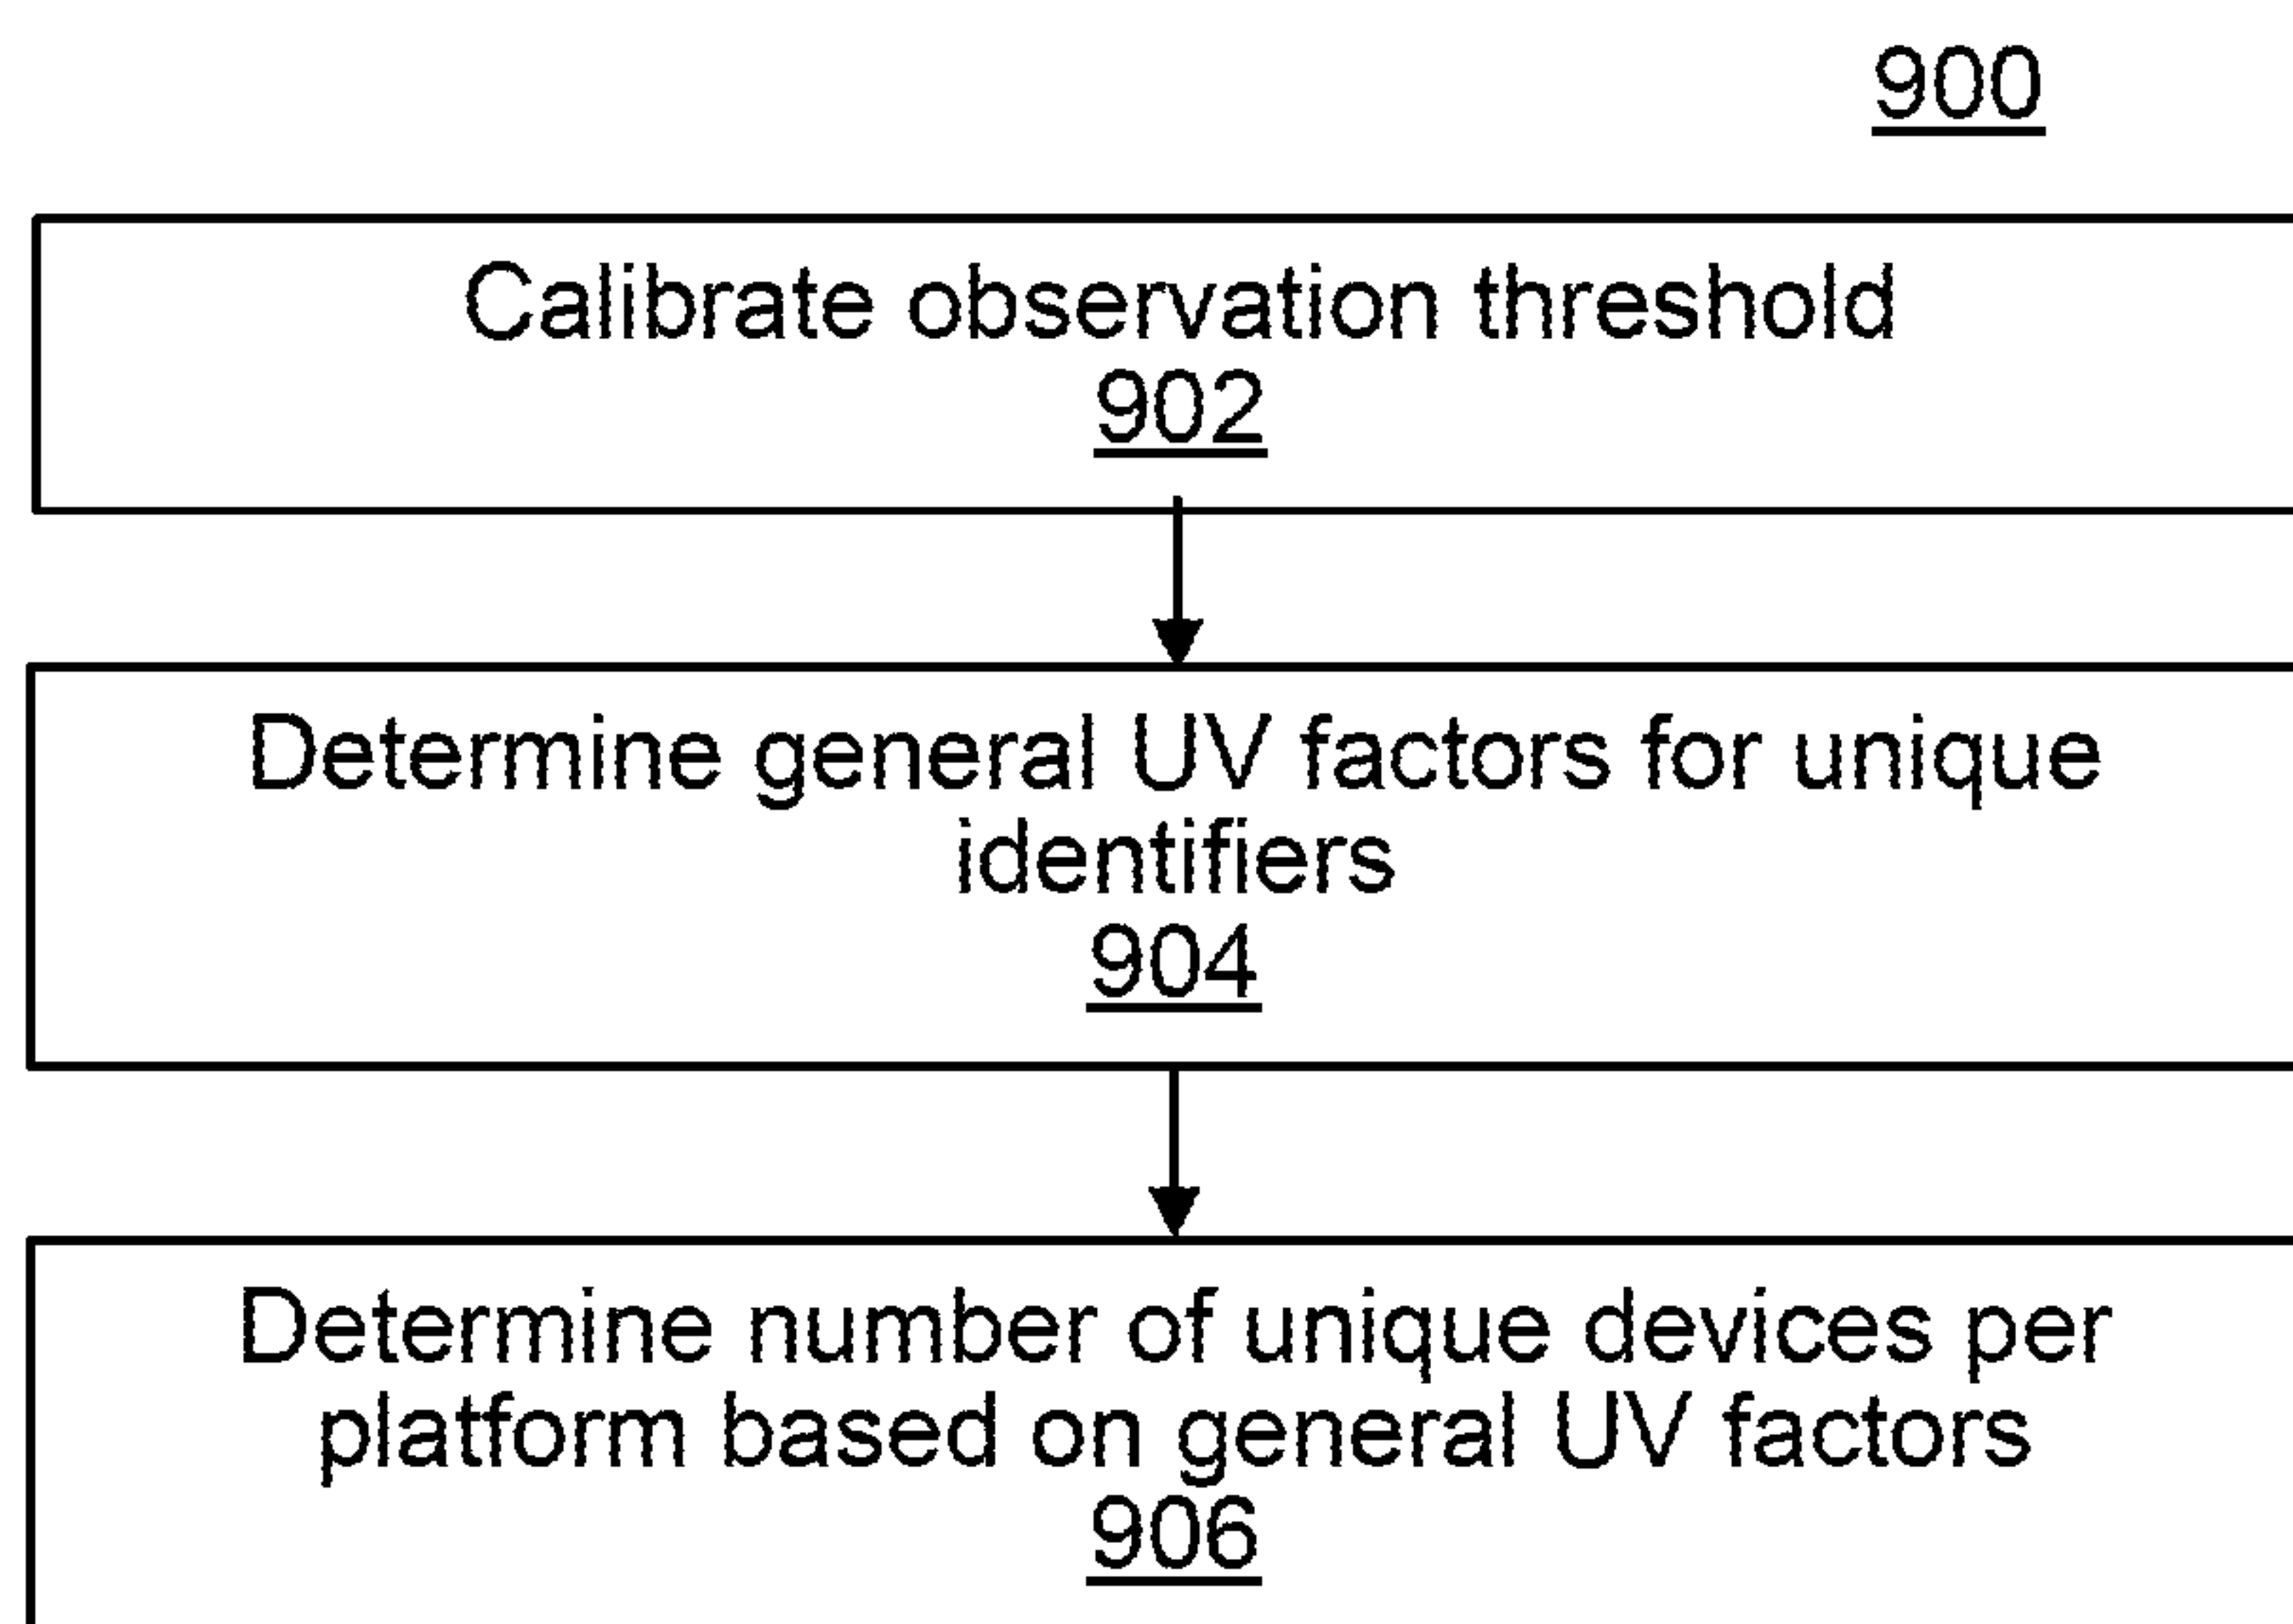 900
Calibrate observation threshold
902
Determine general UV factors for unique
identifiers
904
Determine number of unique devices per
platform based on general UV factors
906